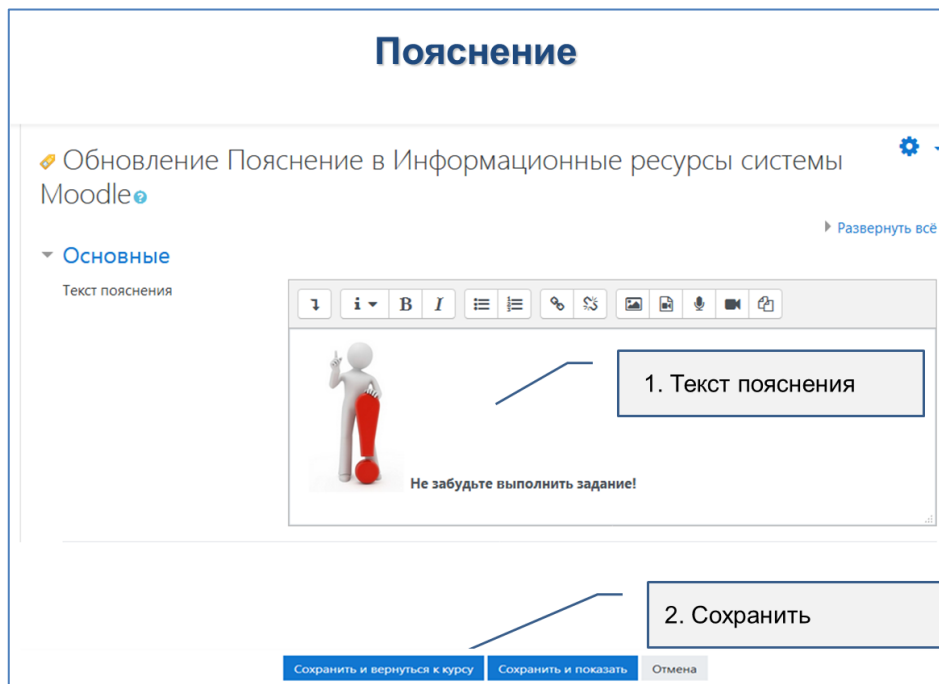 Пояснение
Обновление Пояснение в Информационные ресурсы системы
Moodle
Развернуть всё
Основные
Текст пояснения
1. Текст пояснения
Не забудьте выполнить задание!
2. Сохранить
Сохранить и вернуться к курсу Сохранить и показать Отмена